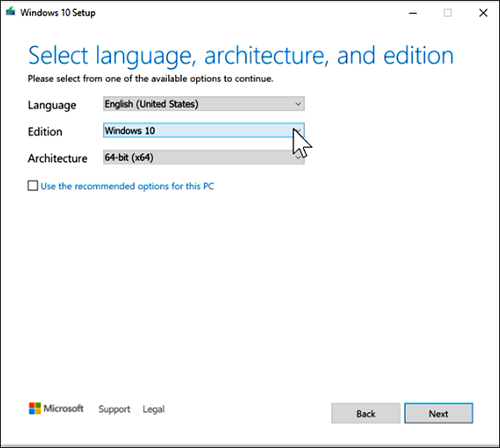 Windows 10 Setup
Select language, architecture, and edition
Please select from one of the available options to continue.
Language English (United States)
Edition Windows 10
Architecture 64-bit (x64)
Use the recommended options for this PC
Microsoft Support Legal Back Next